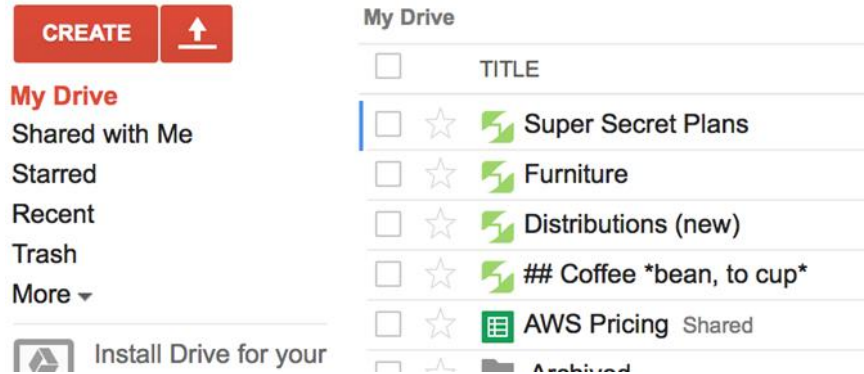 CREATE
My Drive
Shared with Me
Starred
Recent
Trash
More
Install Drive for your
My Drive
TITLE
Super Secret Plans
Furniture
Distributions (new)
## Coffee *bean, to cup*
AWS Pricing Shared
Archived